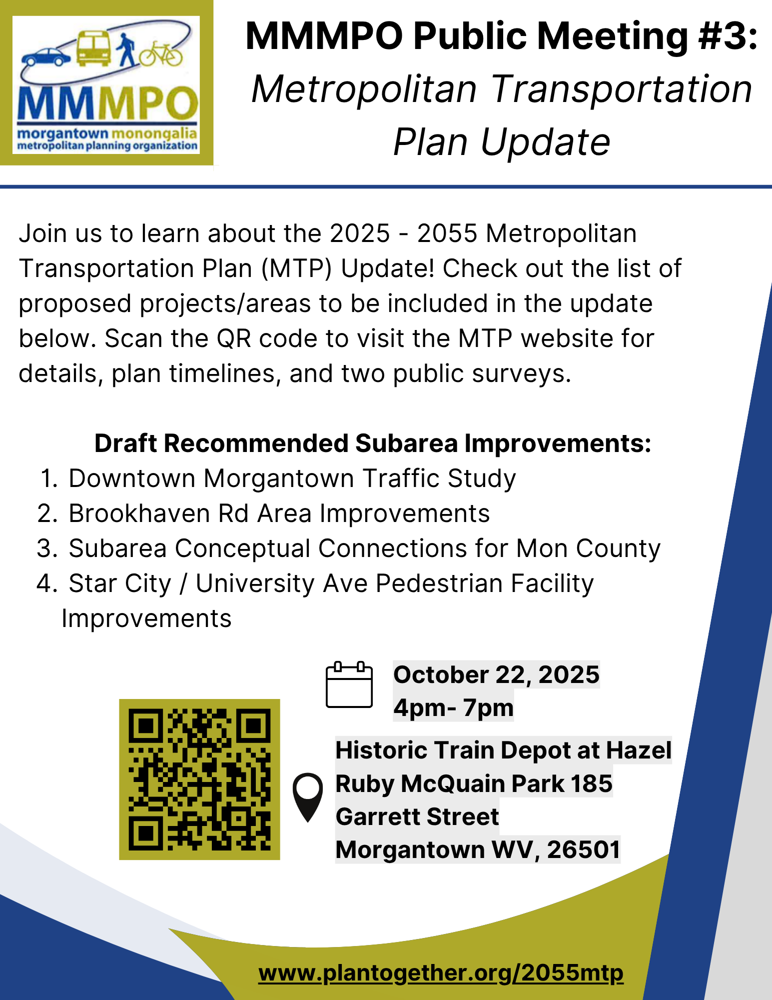 MMMPO
morgantown monongalia
metropolitan planning organization
MMMPO Public Meeting #3:
Metropolitan Transportation
Plan Update
Join us to learn about the 2025 - 2055 Metropolitan
Transportation Plan (MTP) Update! Check out the list of
proposed projects/areas to be included in the update
below. Scan the QR code to visit the MTP website for
details, plan timelines, and two public surveys.
Draft Recommended Subarea Improvements:
1. Downtown Morgantown Traffic Study
2. Brookhaven Rd Area Improvements
3. Subarea Conceptual Connections for Mon County
4. Star City / University Ave Pedestrian Facility
Improvements
October 22, 2025
4pm- 7pm
Historic Train Depot at Hazel
Ruby McQuain Park 185
Garrett Street
Morgantown WV, 26501
www.plantogether.org/2055mtp